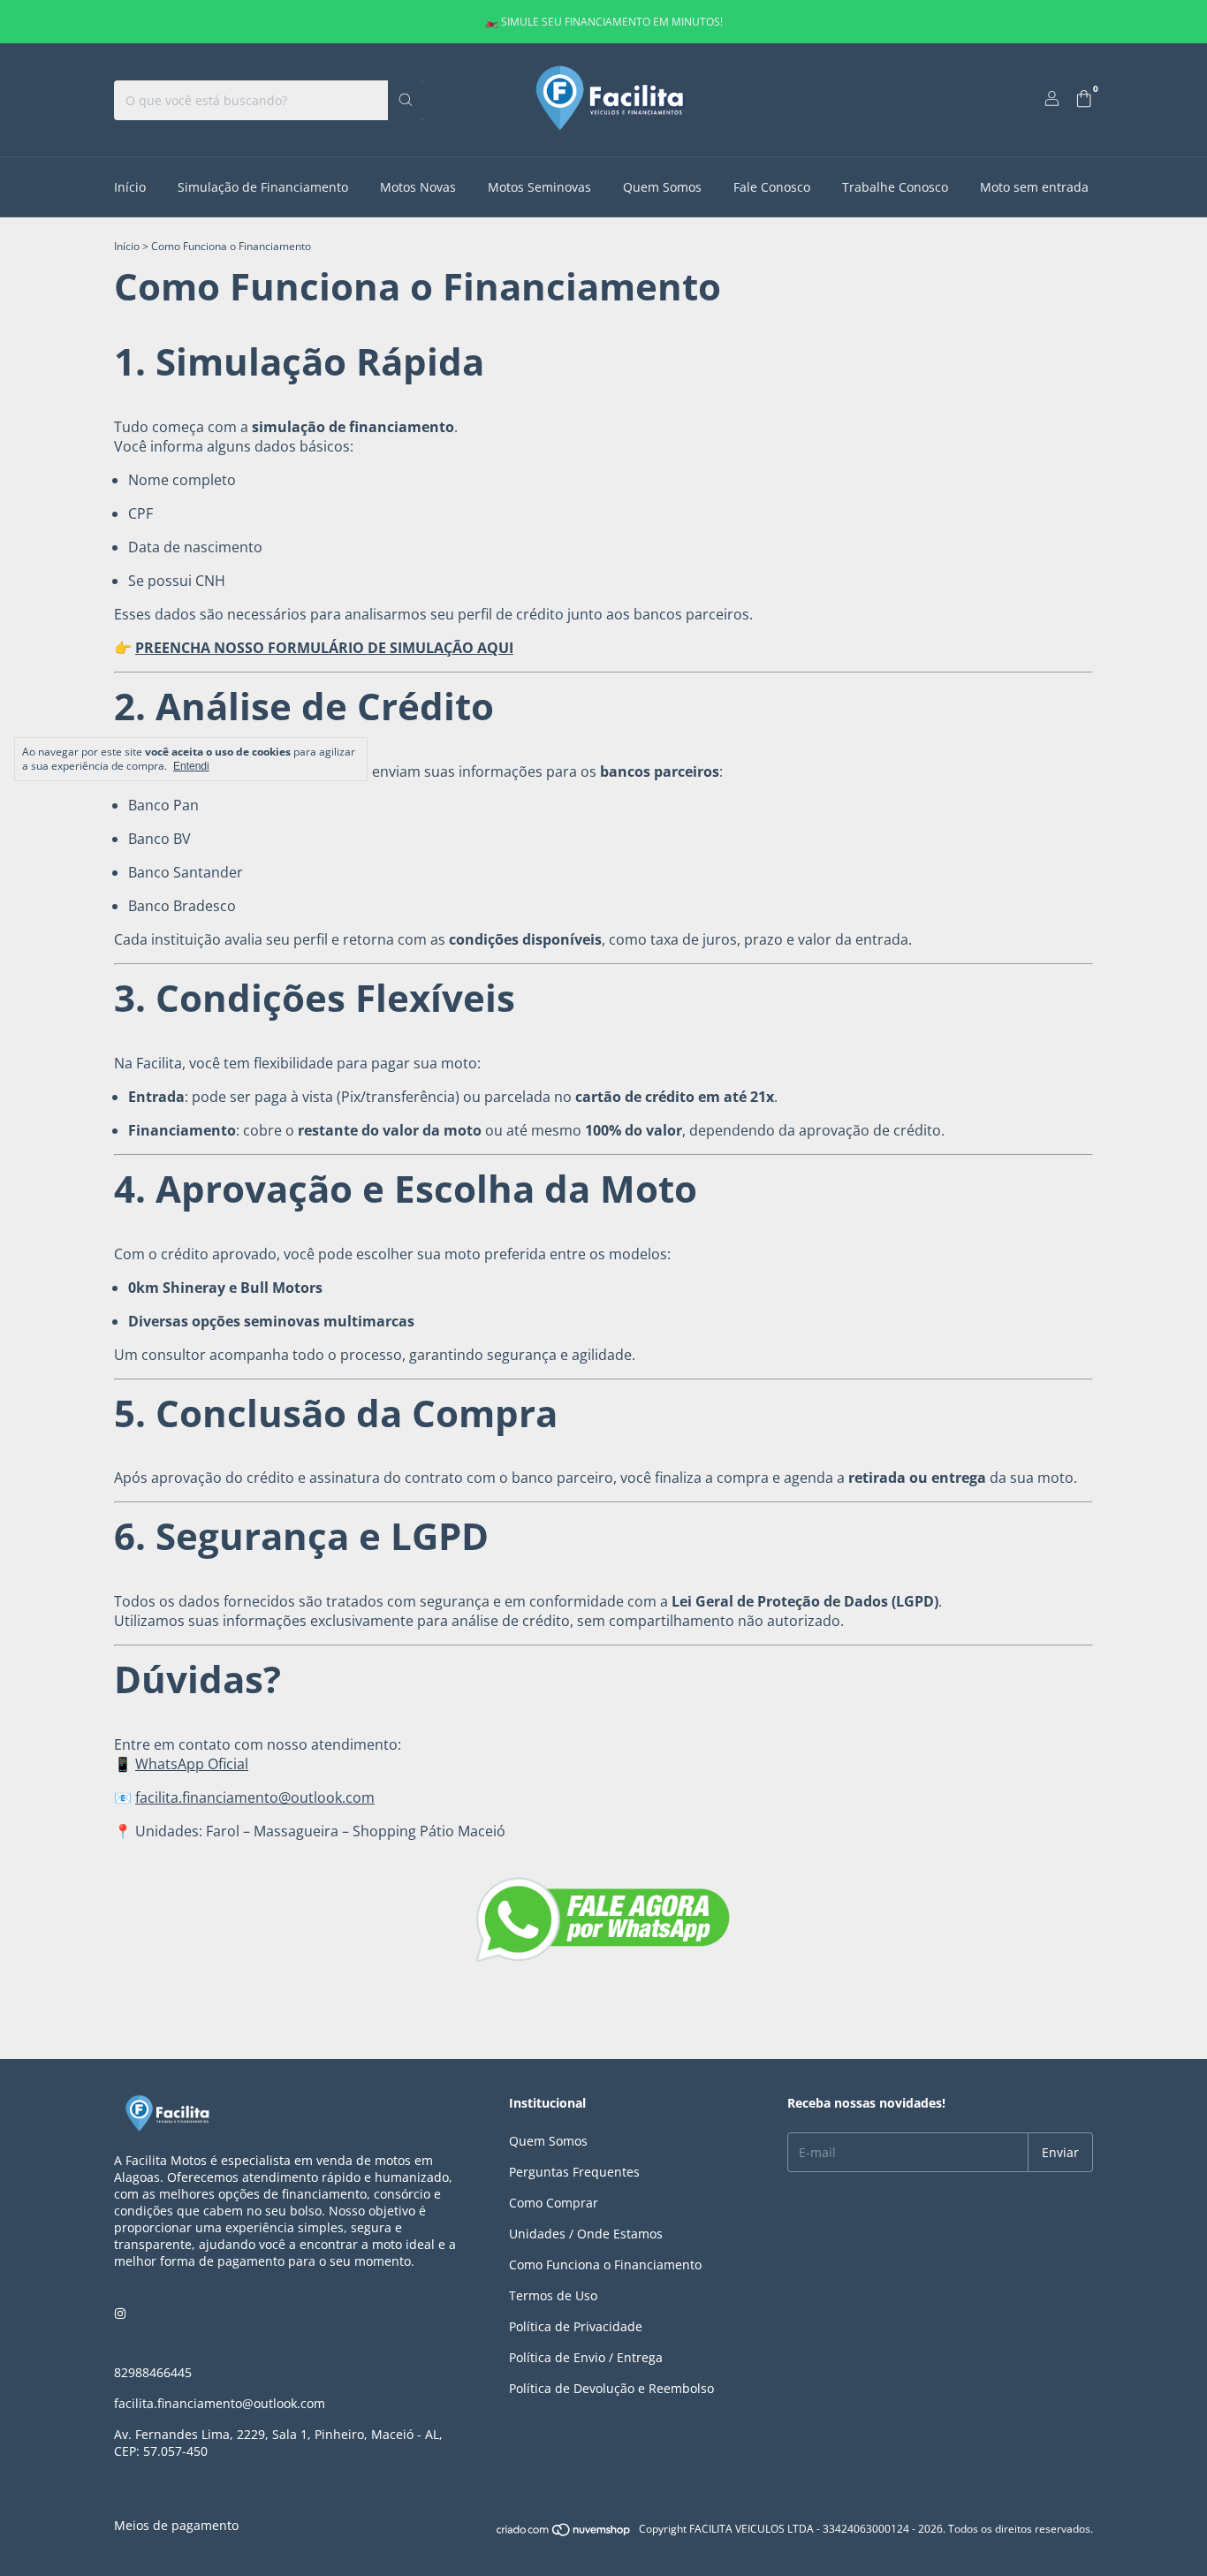 🏍️ SIMULE SEU FINANCIAMENTO EM MINUTOS!
O que você está buscando?
Facilita
VEÍCULOS E FINANCIAMENTOS
0
Início
Simulação de Financiamento
Motos Novas
Motos Seminovas
Quem Somos
Fale Conosco
Trabalhe Conosco
Moto sem entrada
Início > Como Funciona o Financiamento
Como Funciona o Financiamento
1. Simulação Rápida
Tudo começa com a simulação de financiamento.
Você informa alguns dados básicos:
Nome completo
CPF
Data de nascimento
Se possui CNH
Esses dados são necessários para analisarmos seu perfil de crédito junto aos bancos parceiros.
👉 PREENCHA NOSSO FORMULÁRIO DE SIMULAÇÃO AQUI
2. Análise de Crédito
Ao navegar por este site você aceita o uso de cookies para agilizar
a sua experiência de compra. Entendi
enviam suas informações para os bancos parceiros:
Banco Pan
Banco BV
Banco Santander
Banco Bradesco
Cada instituição avalia seu perfil e retorna com as condições disponíveis, como taxa de juros, prazo e valor da entrada.
3. Condições Flexíveis
Na Facilita, você tem flexibilidade para pagar sua moto:
Entrada: pode ser paga à vista (Pix/transferência) ou parcelada no cartão de crédito em até 21x.
Financiamento: cobre o restante do valor da moto ou até mesmo 100% do valor, dependendo da aprovação de crédito.
4. Aprovação e Escolha da Moto
Com o crédito aprovado, você pode escolher sua moto preferida entre os modelos:
0km Shineray e Bull Motors
Diversas opções seminovas multimarcas
Um consultor acompanha todo o processo, garantindo segurança e agilidade.
5. Conclusão da Compra
Após aprovação do crédito e assinatura do contrato com o banco parceiro, você finaliza a compra e agenda a retirada ou entrega da sua moto.
6. Segurança e LGPD
Todos os dados fornecidos são tratados com segurança e em conformidade com a Lei Geral de Proteção de Dados (LGPD).
Utilizamos suas informações exclusivamente para análise de crédito, sem compartilhamento não autorizado.
Dúvidas?
Entre em contato com nosso atendimento:
📱 WhatsApp Oficial
📧 facilita.financiamento@outlook.com
📍 Unidades: Farol – Massagueira – Shopping Pátio Maceió
FALE AGORA
por WhatsApp
Facilita
A Facilita Motos é especialista em venda de motos em
Alagoas. Oferecemos atendimento rápido e humanizado,
com as melhores opções de financiamento, consórcio e
condições que cabem no seu bolso. Nosso objetivo é
proporcionar uma experiência simples, segura e
transparente, ajudando você a encontrar a moto ideal e a
melhor forma de pagamento para o seu momento.
82988466445
facilita.financiamento@outlook.com
Av. Fernandes Lima, 2229, Sala 1, Pinheiro, Maceió - AL,
CEP: 57.057-450
Institucional
Quem Somos
Perguntas Frequentes
Como Comprar
Unidades / Onde Estamos
Como Funciona o Financiamento
Termos de Uso
Política de Privacidade
Política de Envio / Entrega
Política de Devolução e Reembolso
Receba nossas novidades!
E-mail
Enviar
Meios de pagamento
criado com nuvemshop
Copyright FACILITA VEICULOS LTDA - 33424063000124 - 2026. Todos os direitos reservados.